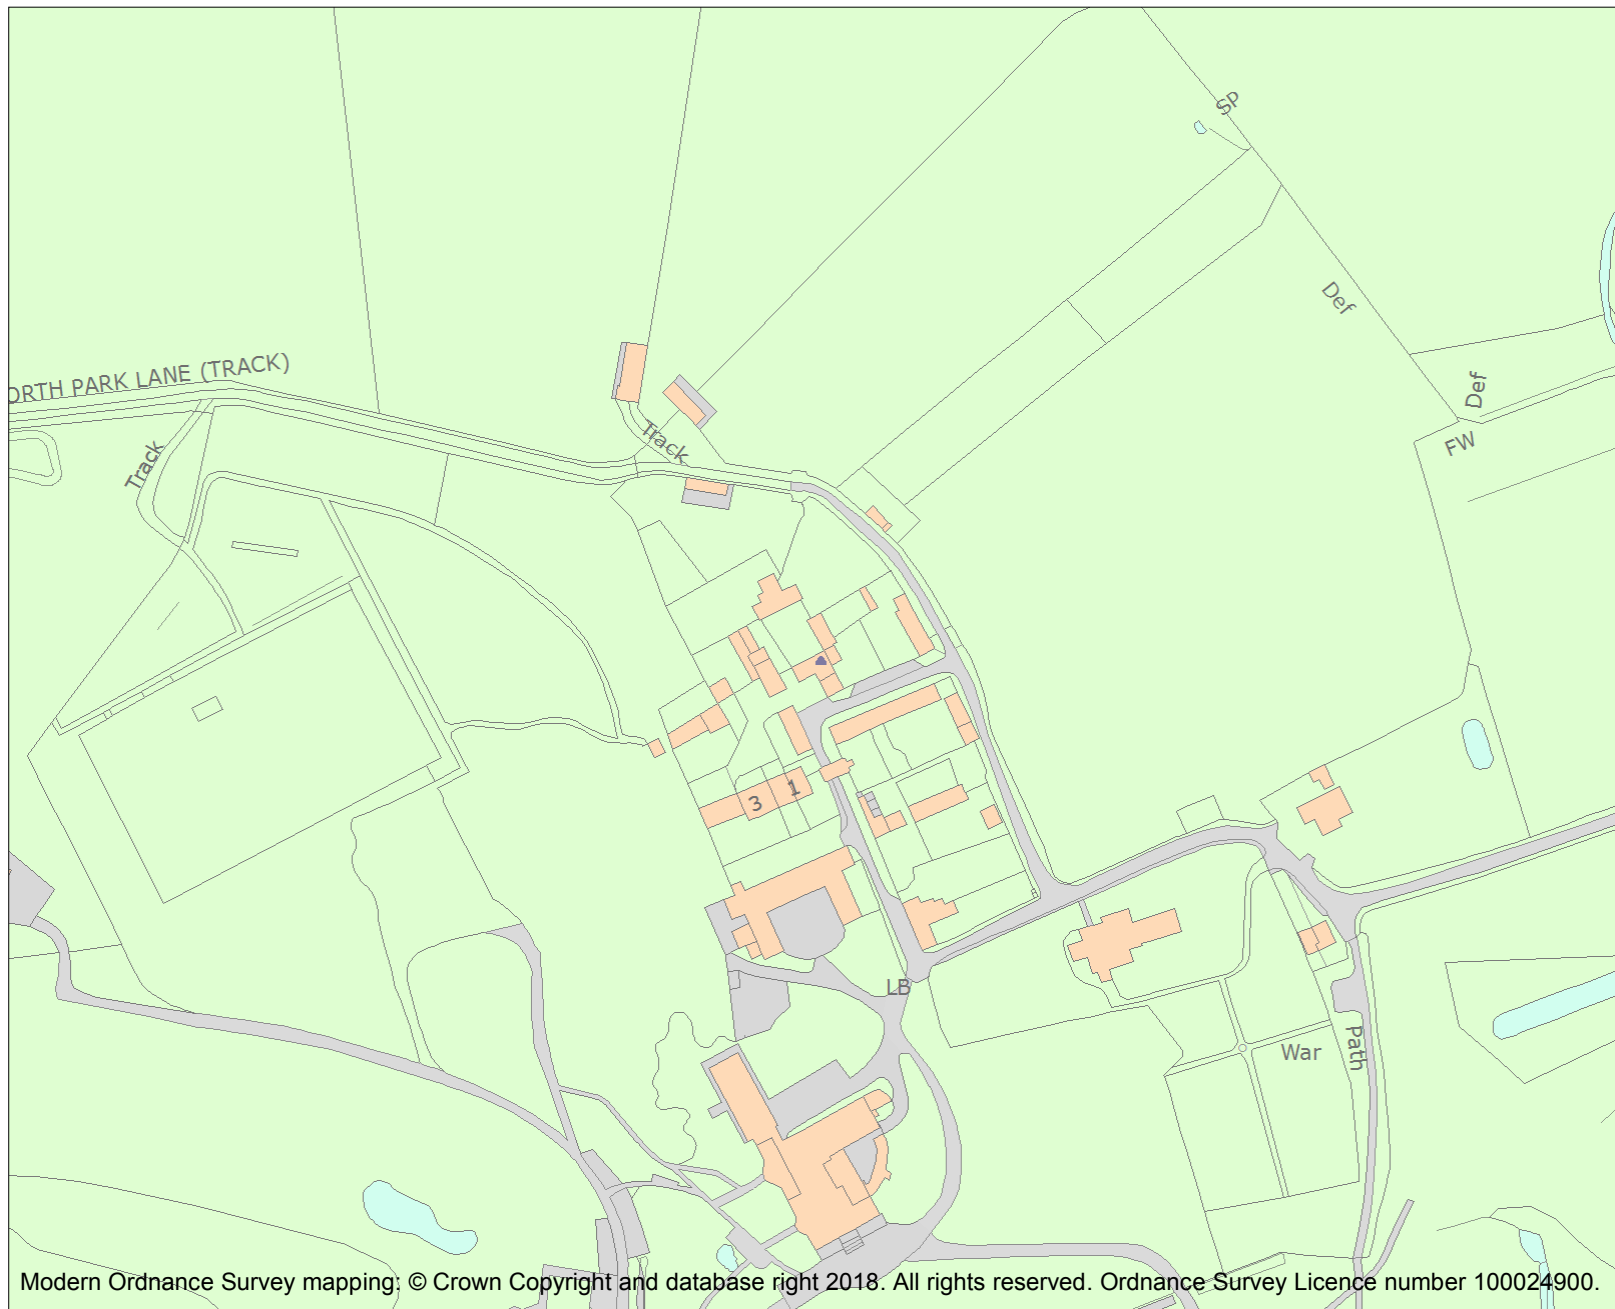 SP
Def
ORTH PARK LANE (TRACK)
Def
Track
FW
Track
3
1
LB
War
Path
Modern Ordnance Survey mapping: © Crown Copyright and database right 2018. All rights reserved. Ordnance Survey Licence number 100024900.